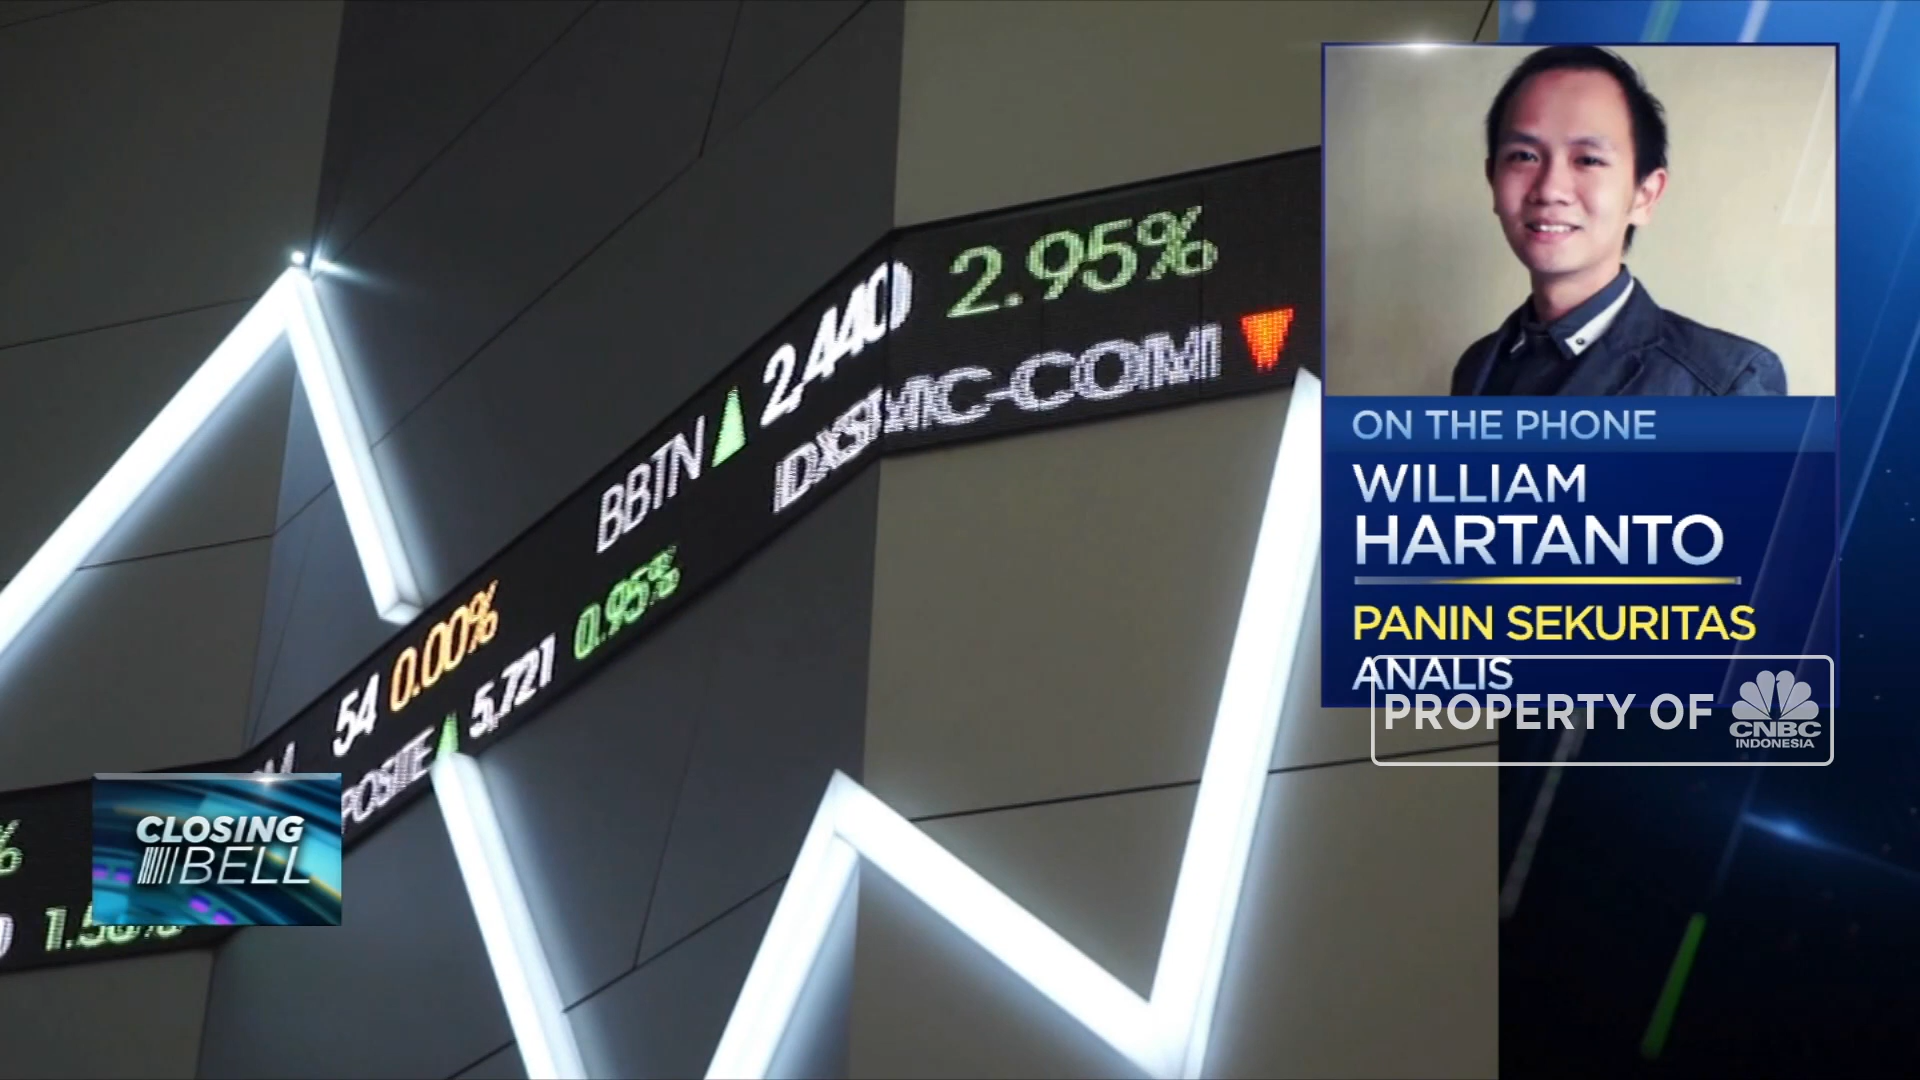 ON THE PHONE
WILLIAM
HARTANTO
PANIN SEKURITAS
ANALIS
PROPERTY OF
CNBC
INDONESIA
2.95%
BBTN ▲ 2,440
54 0.00%
5,721 0.95%
CLOSING
BELL